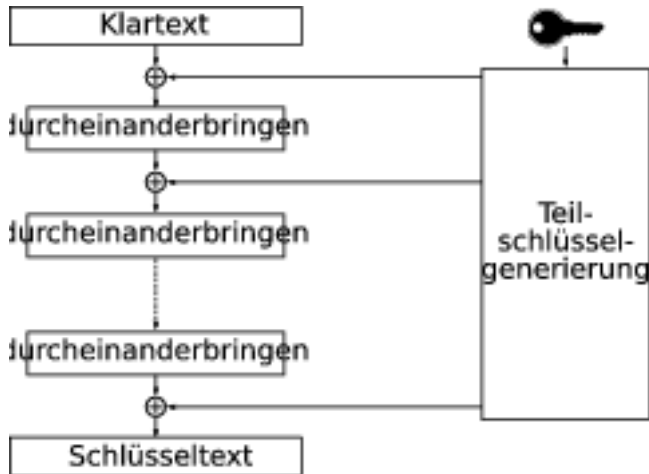 Klartext
durcheinanderbringen
durcheinanderbringen
Teil-
schlüssel-
generierung
durcheinanderbringen
Schlüsseltext